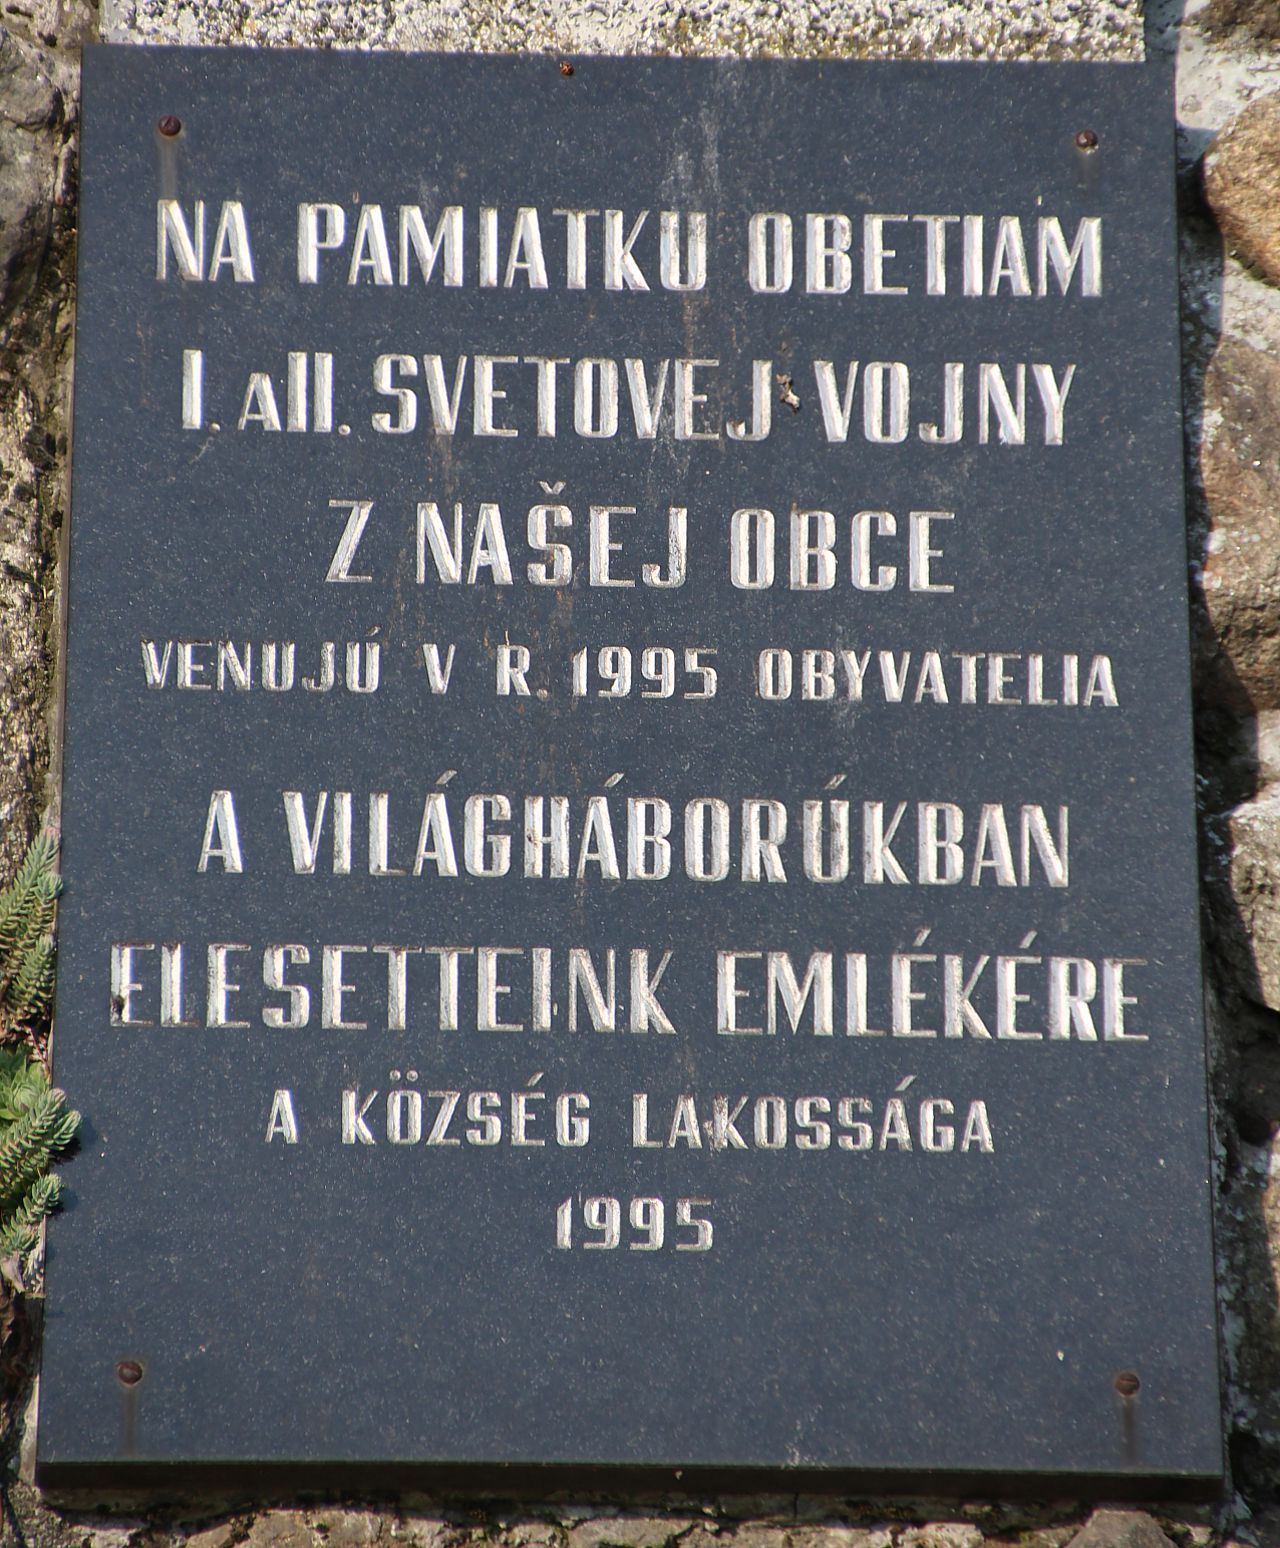 NA PAMIATKU OBETIAM
I. A II. SVETOVEJ VOJNY
Z NAŠEJ OBCE
VENUJÚ V R. 1995 OBYVATELIA
A VILÁGHÁBORÚKBAN
ELESETTEINK EMLÉKÉRE
A KÖZSÉG LAKOSSÁGA
1995